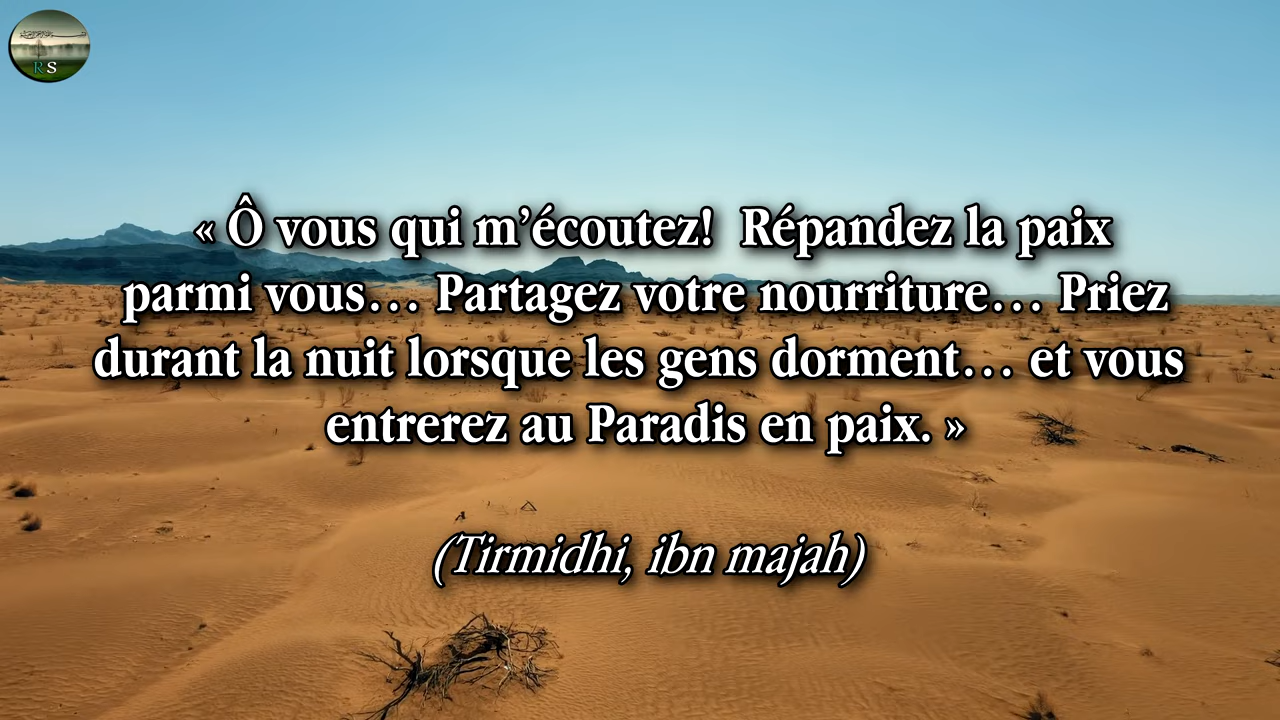 RS
« Ô vous qui m’écoutez!  Répandez la paix
parmi vous… Partagez votre nourriture… Priez
durant la nuit lorsque les gens dorment… et vous
entrerez au Paradis en paix. »
(Tirmidhi, ibn majah)